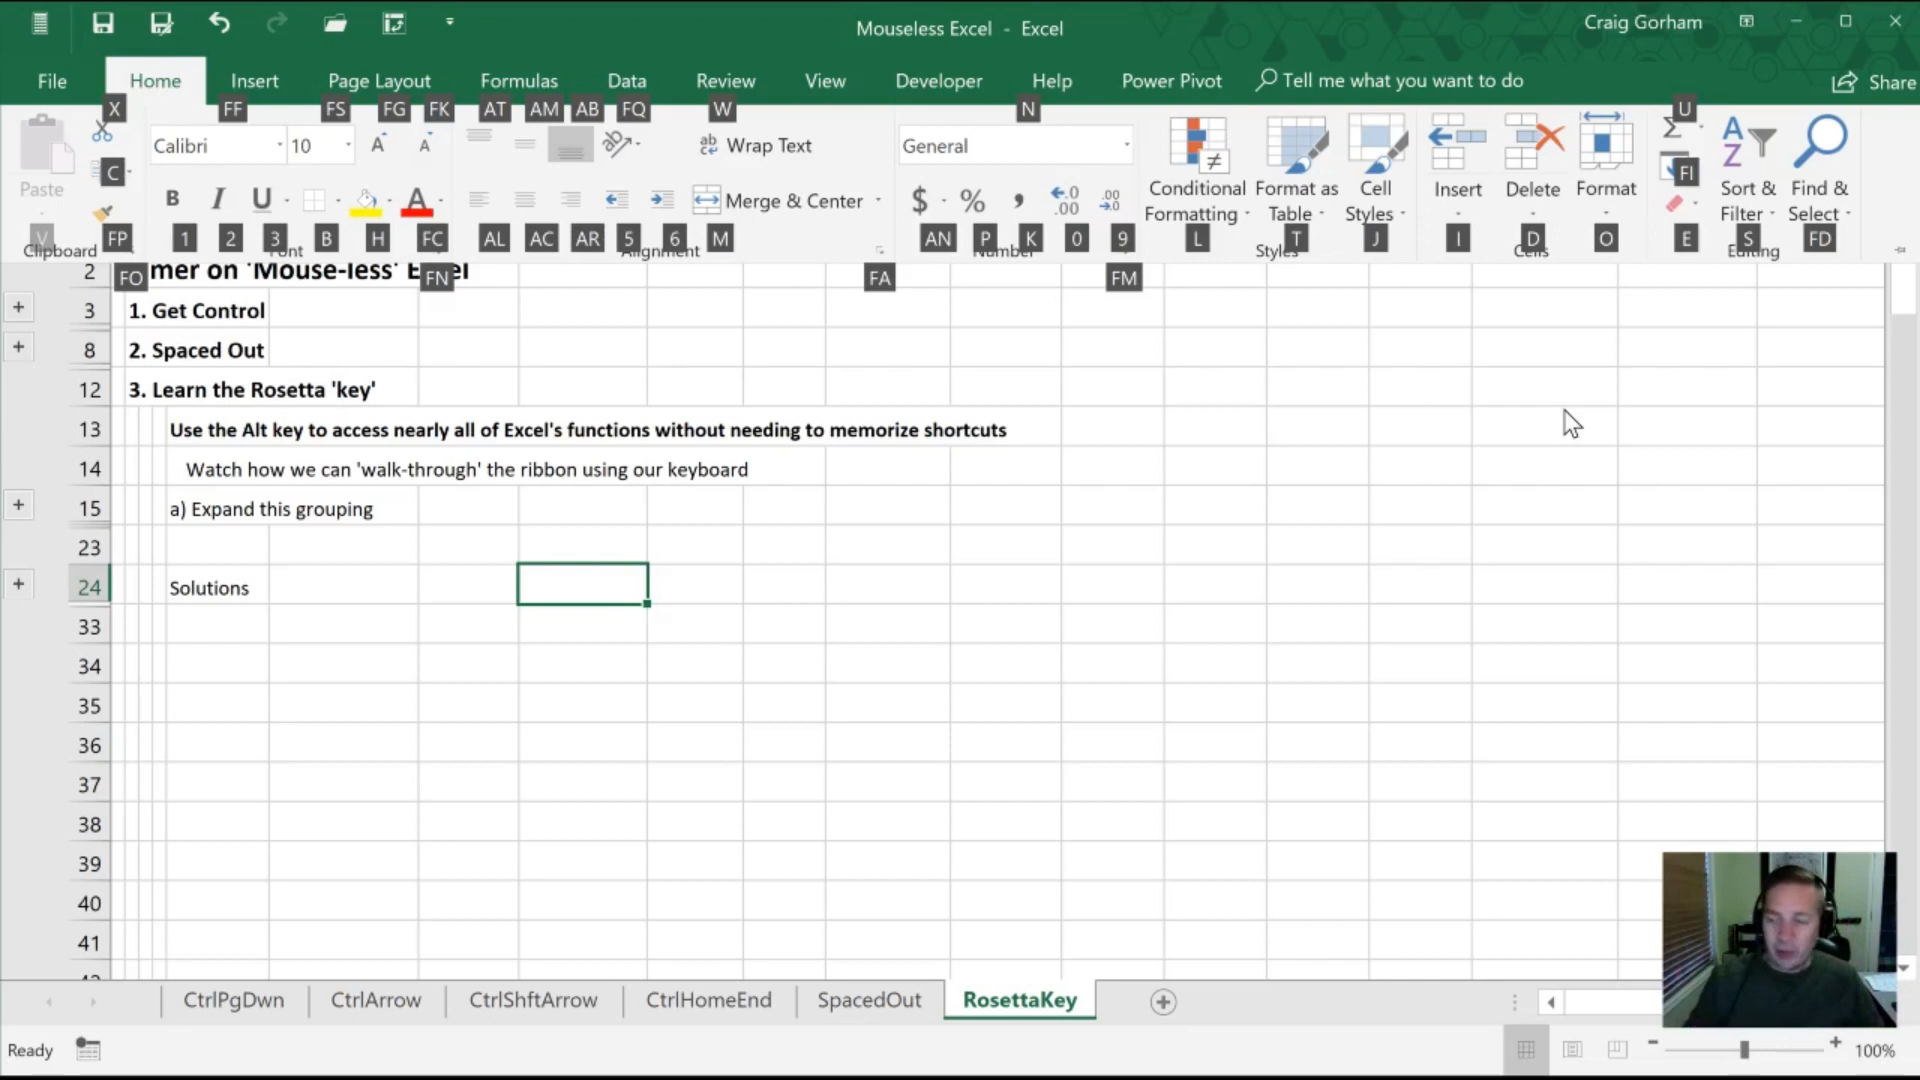 Mouseless Excel - Excel
Craig Gorham
File Home Insert Page Layout Formulas Data Review View Developer Help Power Pivot Tell me what you want to do Share
X FF FS FG FK AT AM AB FQ W N U
Paste
Calibri 10
Wrap Text
General
C
FI
B I U A
Merge & Center
$ % , .0 .00 .00 .0
Conditional Formatting
Format as Table
Cell Styles
Insert Delete Format
Sort & Filter
Find & Select
V FP 1 2 3 B H FC AL AC AR 5 6 M AN P K 0 9 L T J I D O E S FD
Clipboard Font Alignment Number Styles Cells Editing
FO FN FA FM
2 mer on 'Mouse-less' E el
3 1. Get Control
8 2. Spaced Out
12 3. Learn the Rosetta 'key'
13 Use the Alt key to access nearly all of Excel's functions without needing to memorize shortcuts
14 Watch how we can 'walk-through' the ribbon using our keyboard
15 a) Expand this grouping
23
24 Solutions
33
34
35
36
37
38
39
40
41
CtrlPgDwn CtrlArrow CtrlShftArrow CtrlHomeEnd SpacedOut RosettaKey
Ready
100%